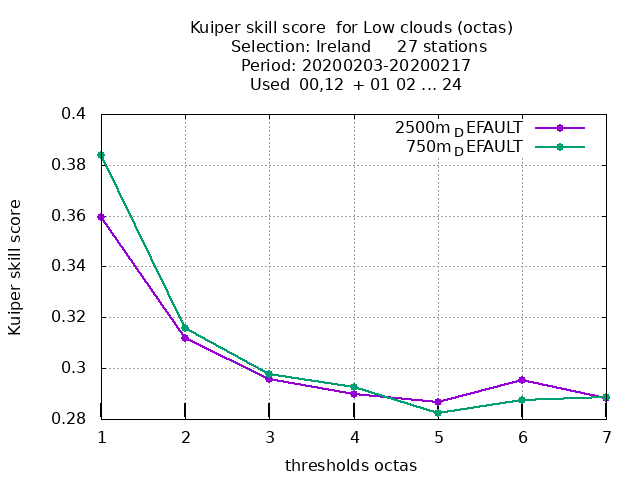 Kuiper skill score  for Low clouds (octas)
Selection: Ireland     27 stations
Period: 20200203-20200217
Used  00,12  + 01 02 ... 24
0.4
0.38
0.36
0.34
0.32
0.3
0.28
Kuiper skill score
2500m_DEFAULT
750m_DEFAULT
1 2 3 4 5 6 7
thresholds octas